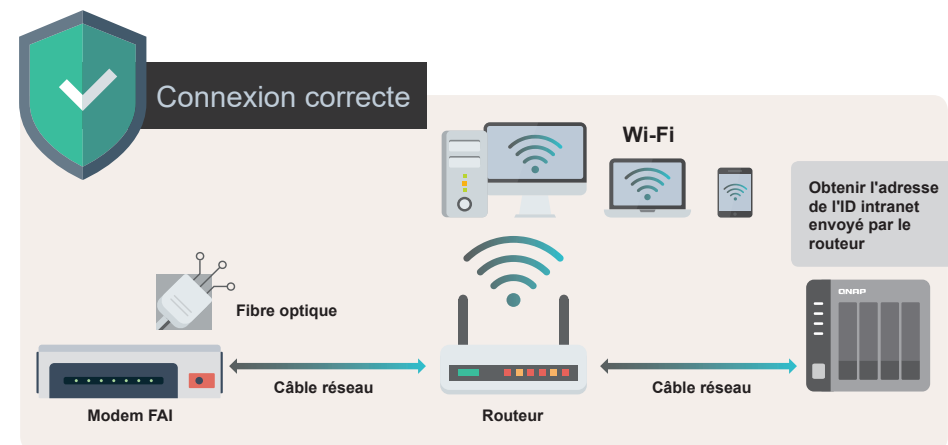 Connexion correcte
Wi-Fi
Obtenir l'adresse
de l'ID intranet
envoyé par le
routeur
QNAP
Fibre optique
Câble réseau
Câble réseau
Modem FAI
Routeur